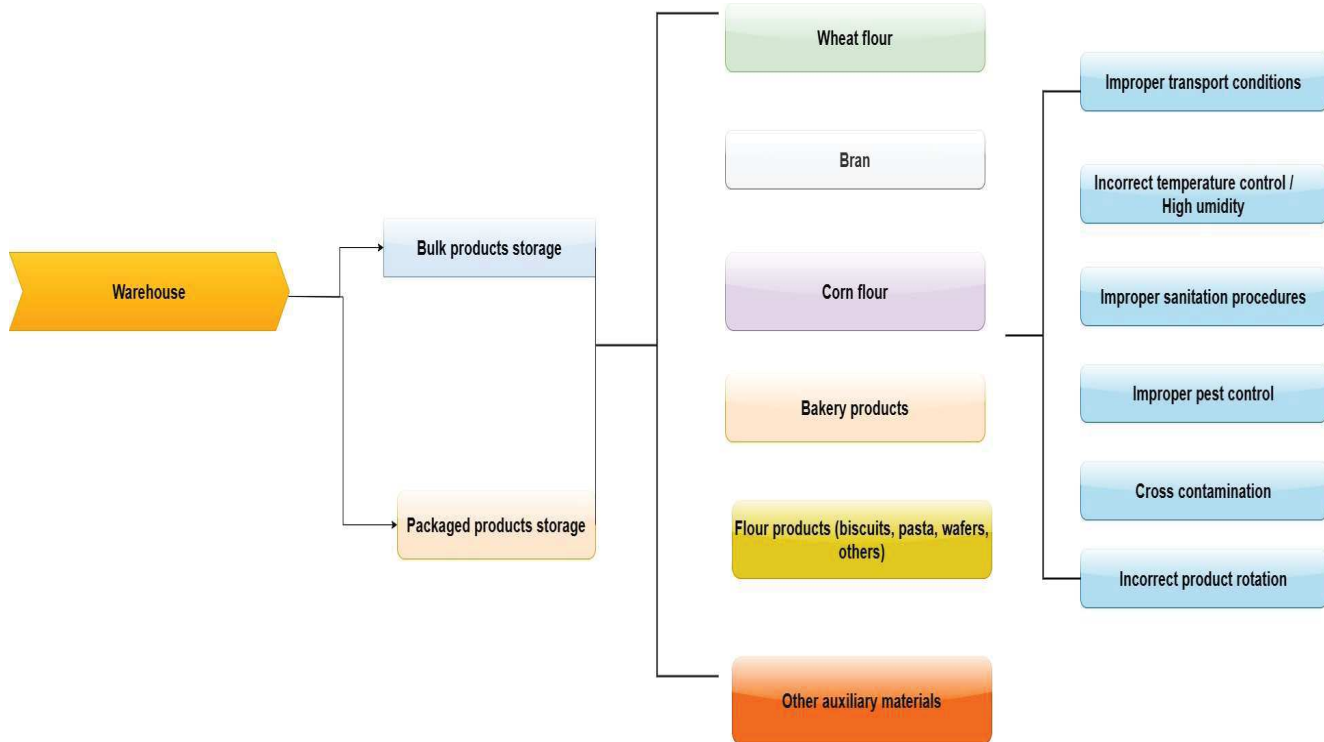 Warehouse
Bulk products storage
Packaged products storage
Wheat flour
Bran
Corn flour
Bakery products
Flour products (biscuits, pasta, wafers,
others)
Other auxiliary materials
Improper transport conditions
Incorrect temperature control /
High umidity
Improper sanitation procedures
Improper pest control
Cross contamination
Incorrect product rotation